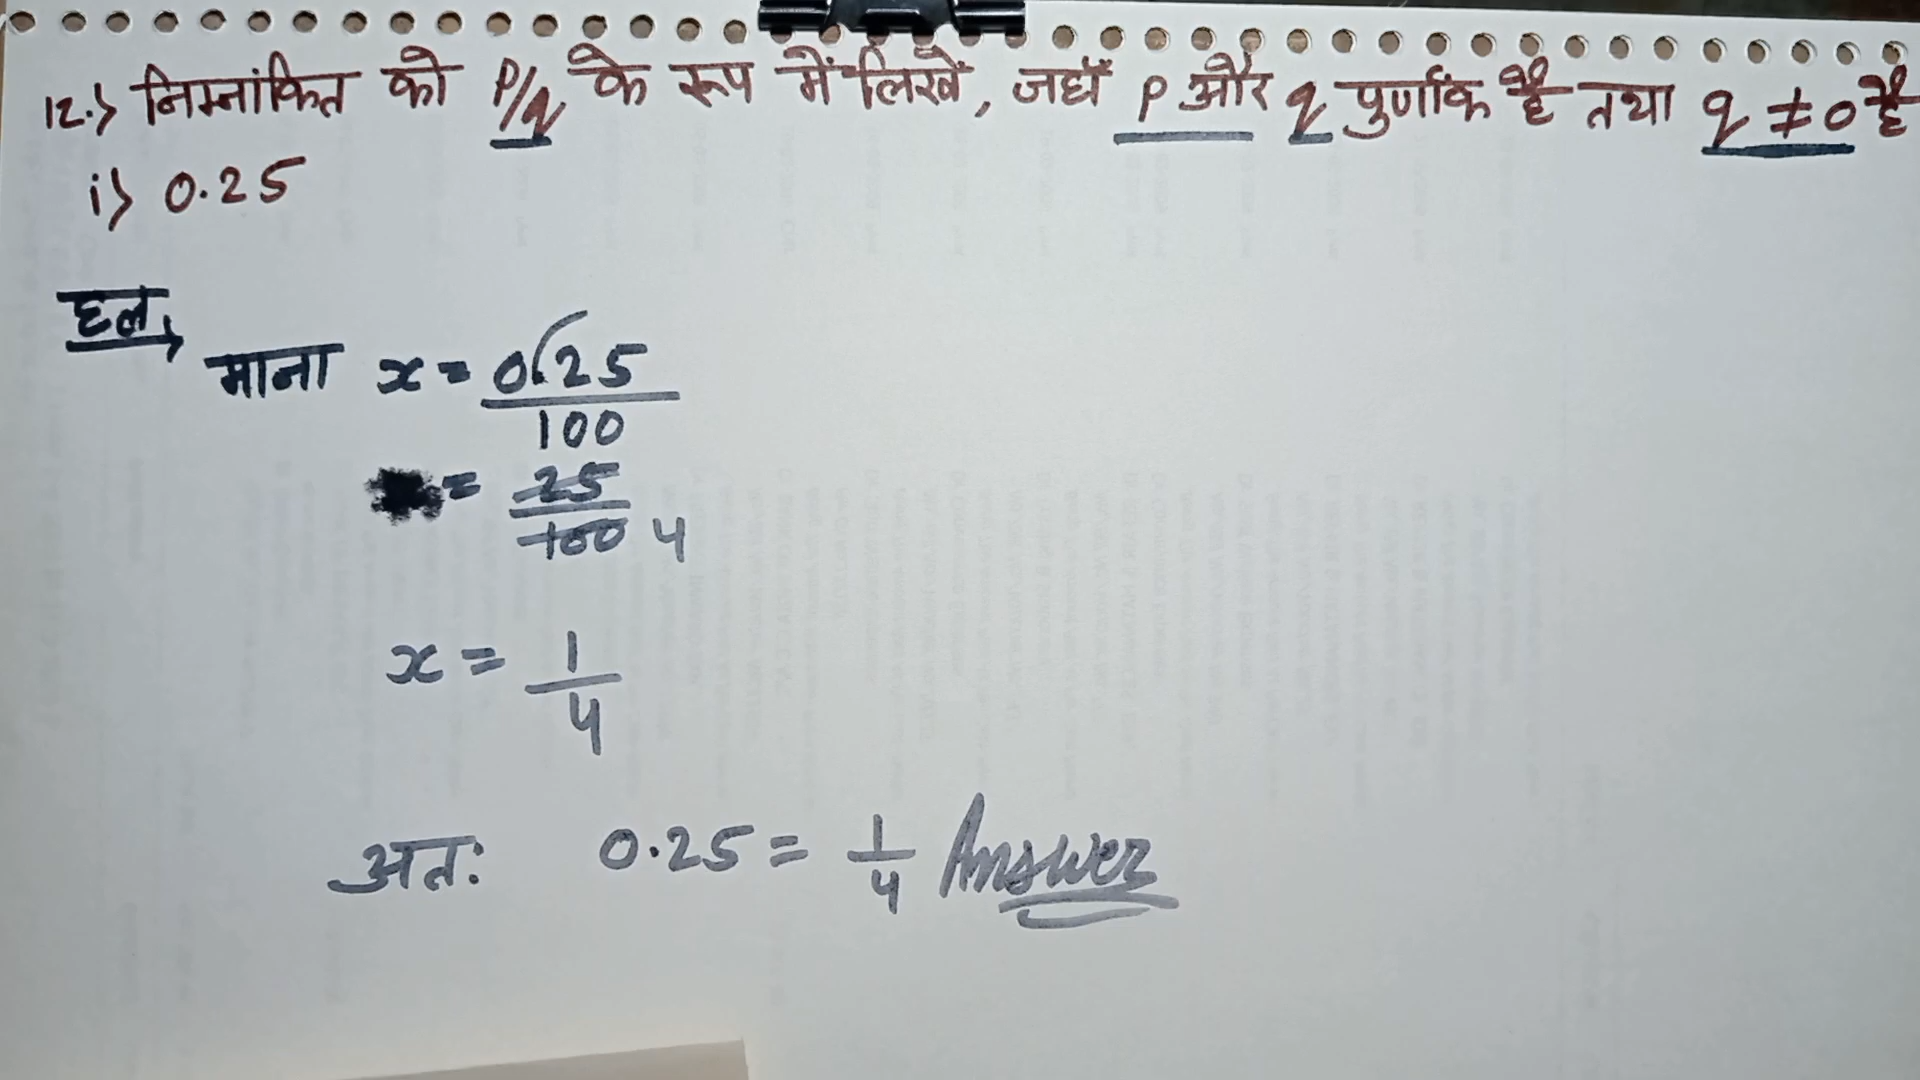 12.> निम्नांकित को P/q के रूप में लिखें, जहाँ P और q पुर्णांक है तथा q ≠ 0 है
i> 0.25
हल,
माना x = 0.25
100
= 25
100 4
x = 1
4
अतः 0.25 = 1/4 Answer